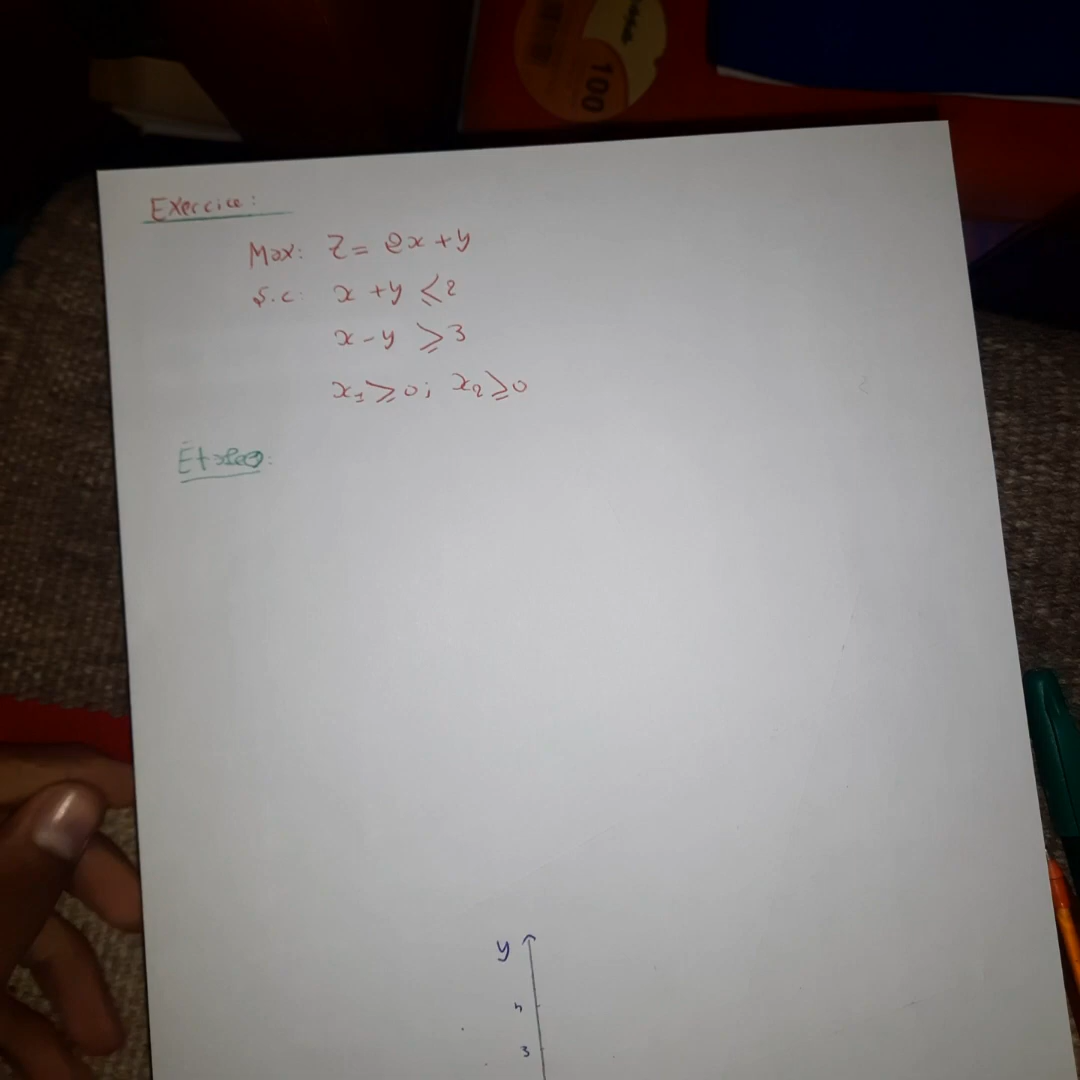 100
Exercice:
Max: Z = 2x + y
S.c: x + y ⩽ 2
x - y ⩾ 3
x₁ ⩾ 0; x₂ ⩾ 0
y
4
3